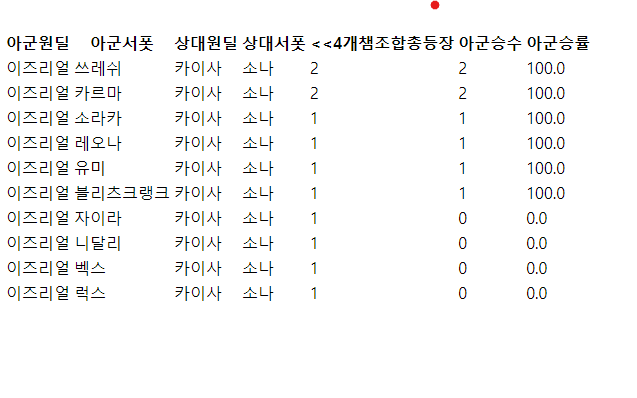 아군원딜 아군서폿 상대원딜 상대서폿 <<4개챔조합총등장 아군승수 아군승률
이즈리얼 쓰레쉬 카이사 소나 2 2 100.0
이즈리얼 카르마 카이사 소나 2 2 100.0
이즈리얼 소라카 카이사 소나 1 1 100.0
이즈리얼 레오나 카이사 소나 1 1 100.0
이즈리얼 유미 카이사 소나 1 1 100.0
이즈리얼 블리츠크랭크 카이사 소나 1 1 100.0
이즈리얼 자이라 카이사 소나 1 0 0.0
이즈리얼 니달리 카이사 소나 1 0 0.0
이즈리얼 벡스 카이사 소나 1 0 0.0
이즈리얼 럭스 카이사 소나 1 0 0.0